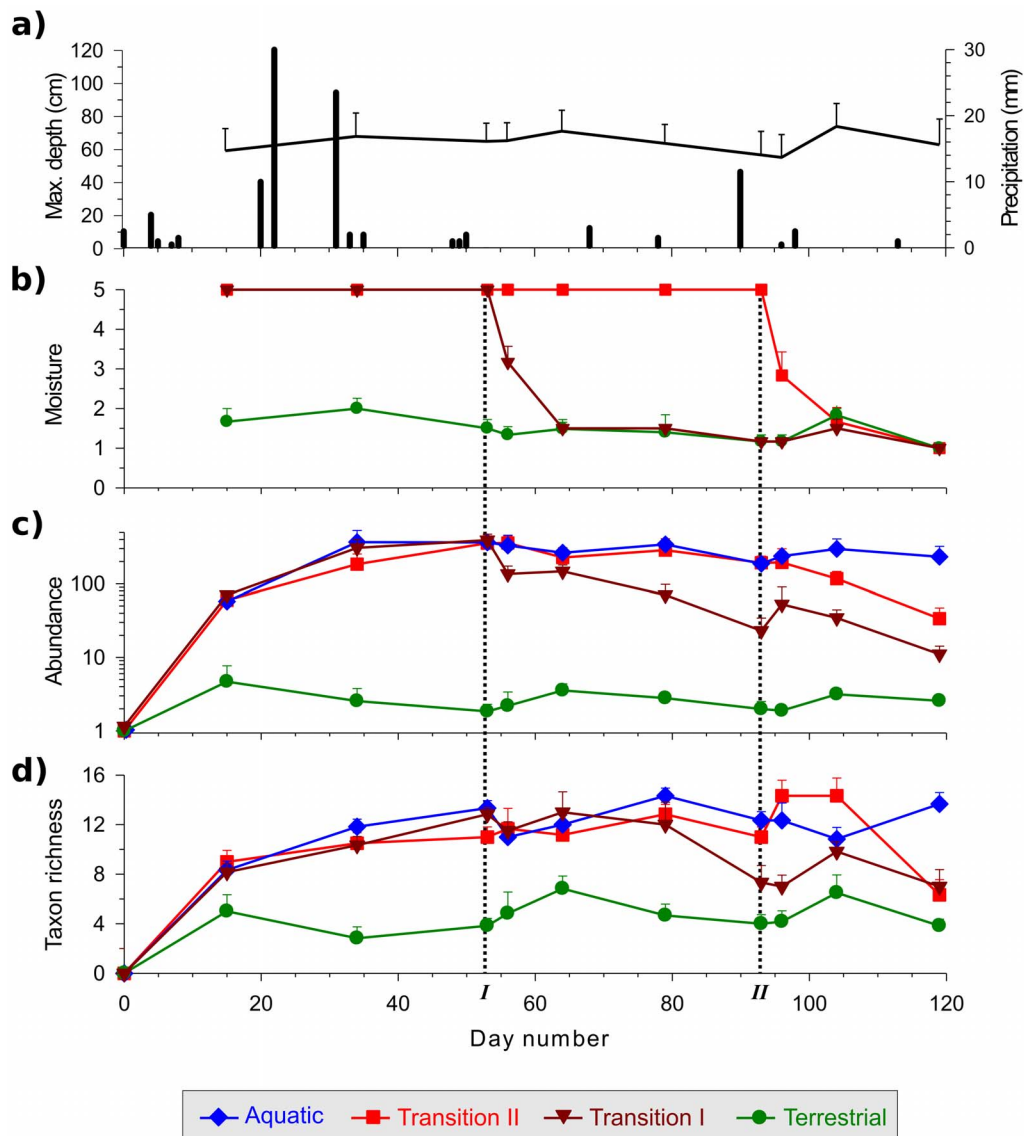 a)
Max. depth (cm)
120
100
80
60
40
20
0
30
20
10
0
Precipitation (mm)
b)
Moisture
5
4
3
2
1
0
c)
Abundance
100
10
1
d)
Taxon richness
16
12
8
4
0
0 20 40 I 60 80 II 100 120
Day number
Aquatic Transition II Transition I Terrestrial